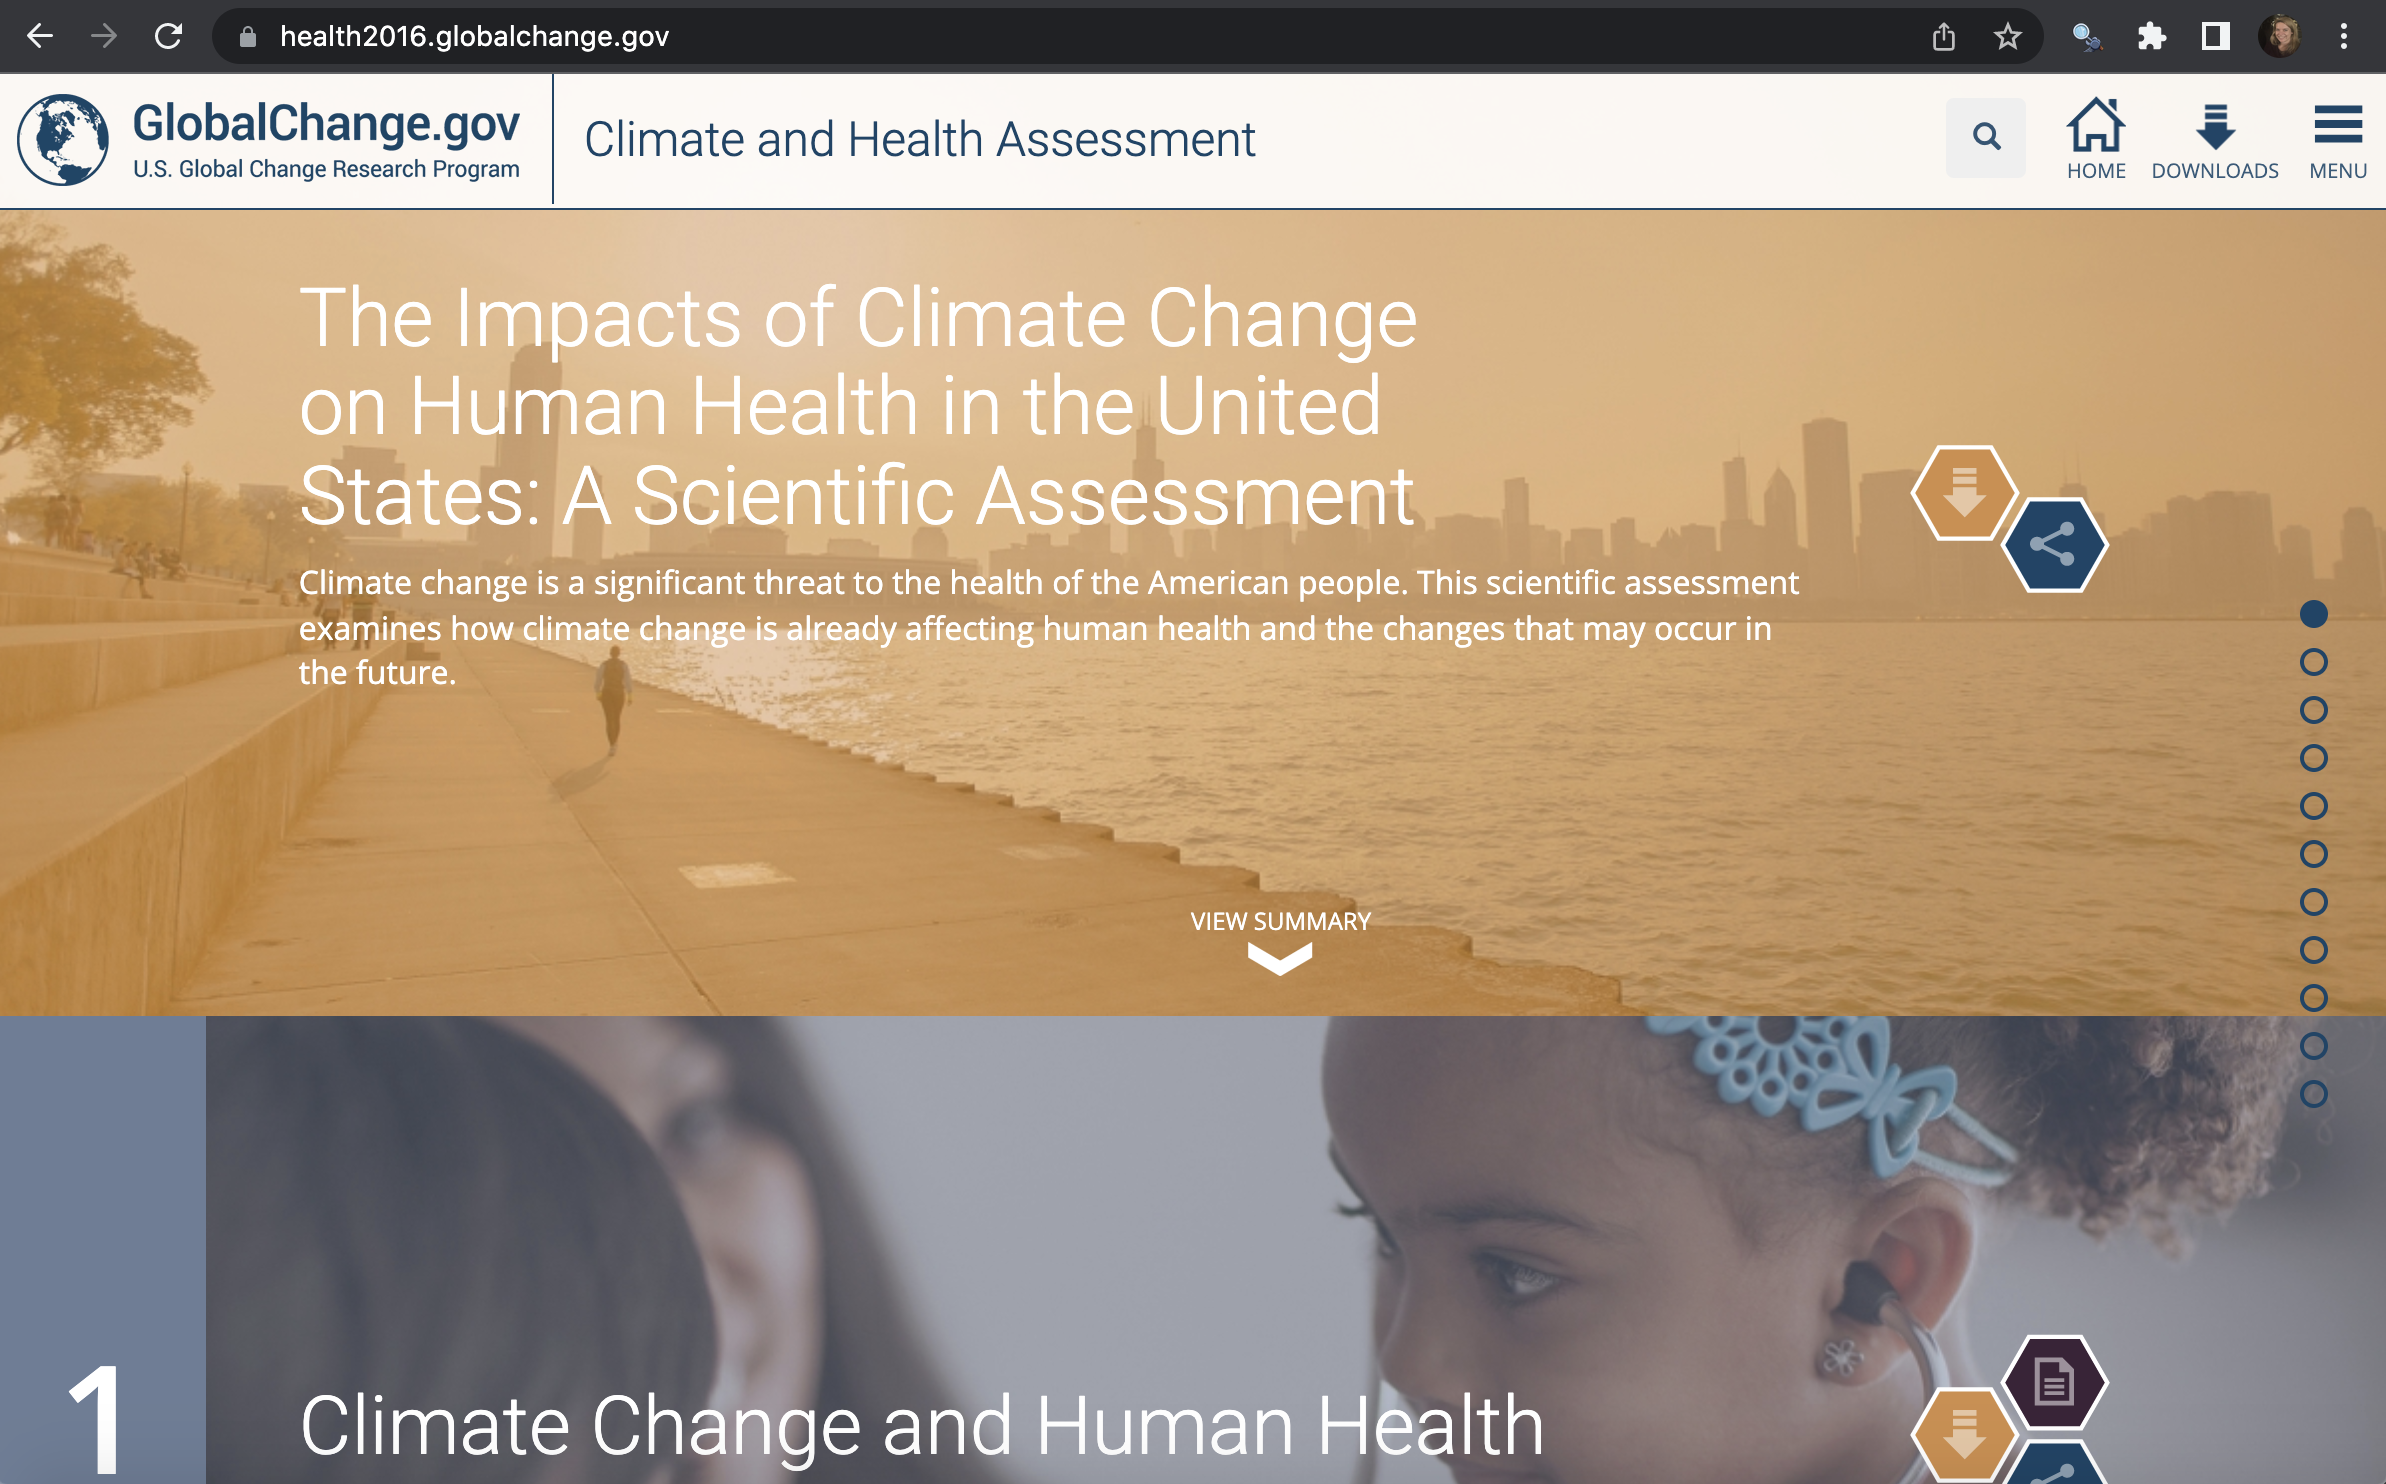 health2016.globalchange.gov
GlobalChange.gov
U.S. Global Change Research Program
Climate and Health Assessment
HOME
DOWNLOADS
MENU
The Impacts of Climate Change
on Human Health in the United
States: A Scientific Assessment
Climate change is a significant threat to the health of the American people. This scientific assessment
examines how climate change is already affecting human health and the changes that may occur in
the future.
VIEW SUMMARY
1
Climate Change and Human Health